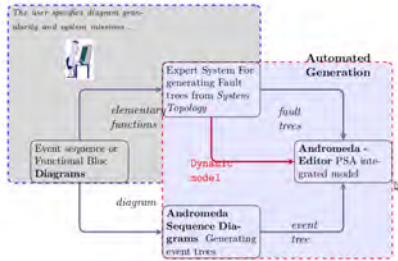 The user specifies diagram gran-
ularity and system missions...
Automated
Generation
Expert System For
generating Fault
trees from System
Topology
elementary
functions
fault
trees
Event sequence or
Functional Bloc
Diagrams
Dynamic
model
Andromeda -
Editor PSA inte-
grated model
diagram
Andromeda
Sequence Dia-
grams Generating
event trees
event
tree